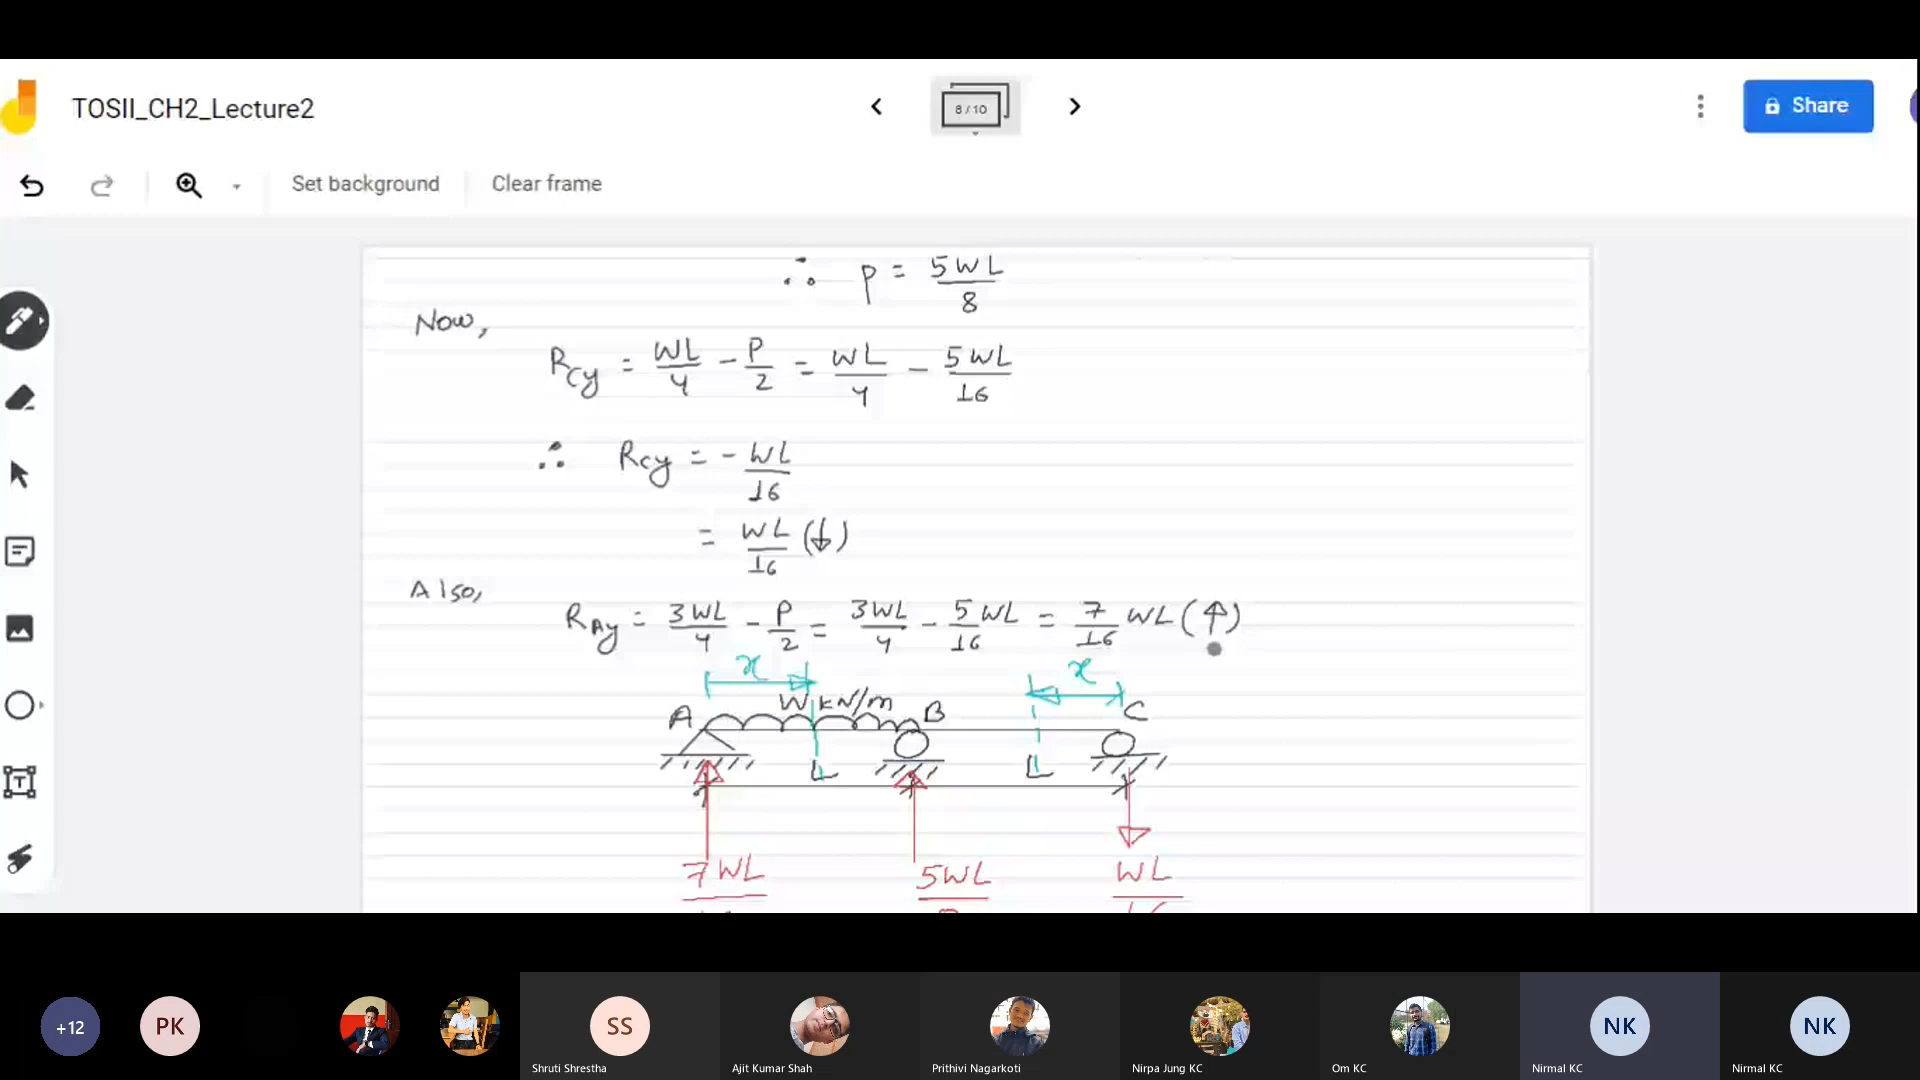 TOSII_CH2_Lecture2
8 / 10
Share
Set background
Clear frame
∴ P = 5WL/8
Now,
Rcy = WL/4 - P/2 = WL/4 - 5WL/16
∴ Rcy = - WL/16
= WL/16 (↓)
Also,
RAy = 3WL/4 - P/2 = 3WL/4 - 5WL/16 = 7/16 WL (↑)
x
x
W kN/m
A
B
C
L
L
7WL
5WL
WL
+12
PK
SS
NK
NK
Shruti Shrestha
Ajit Kumar Shah
Prithivi Nagarkoti
Nirpa Jung KC
Om KC
Nirmal KC
Nirmal KC